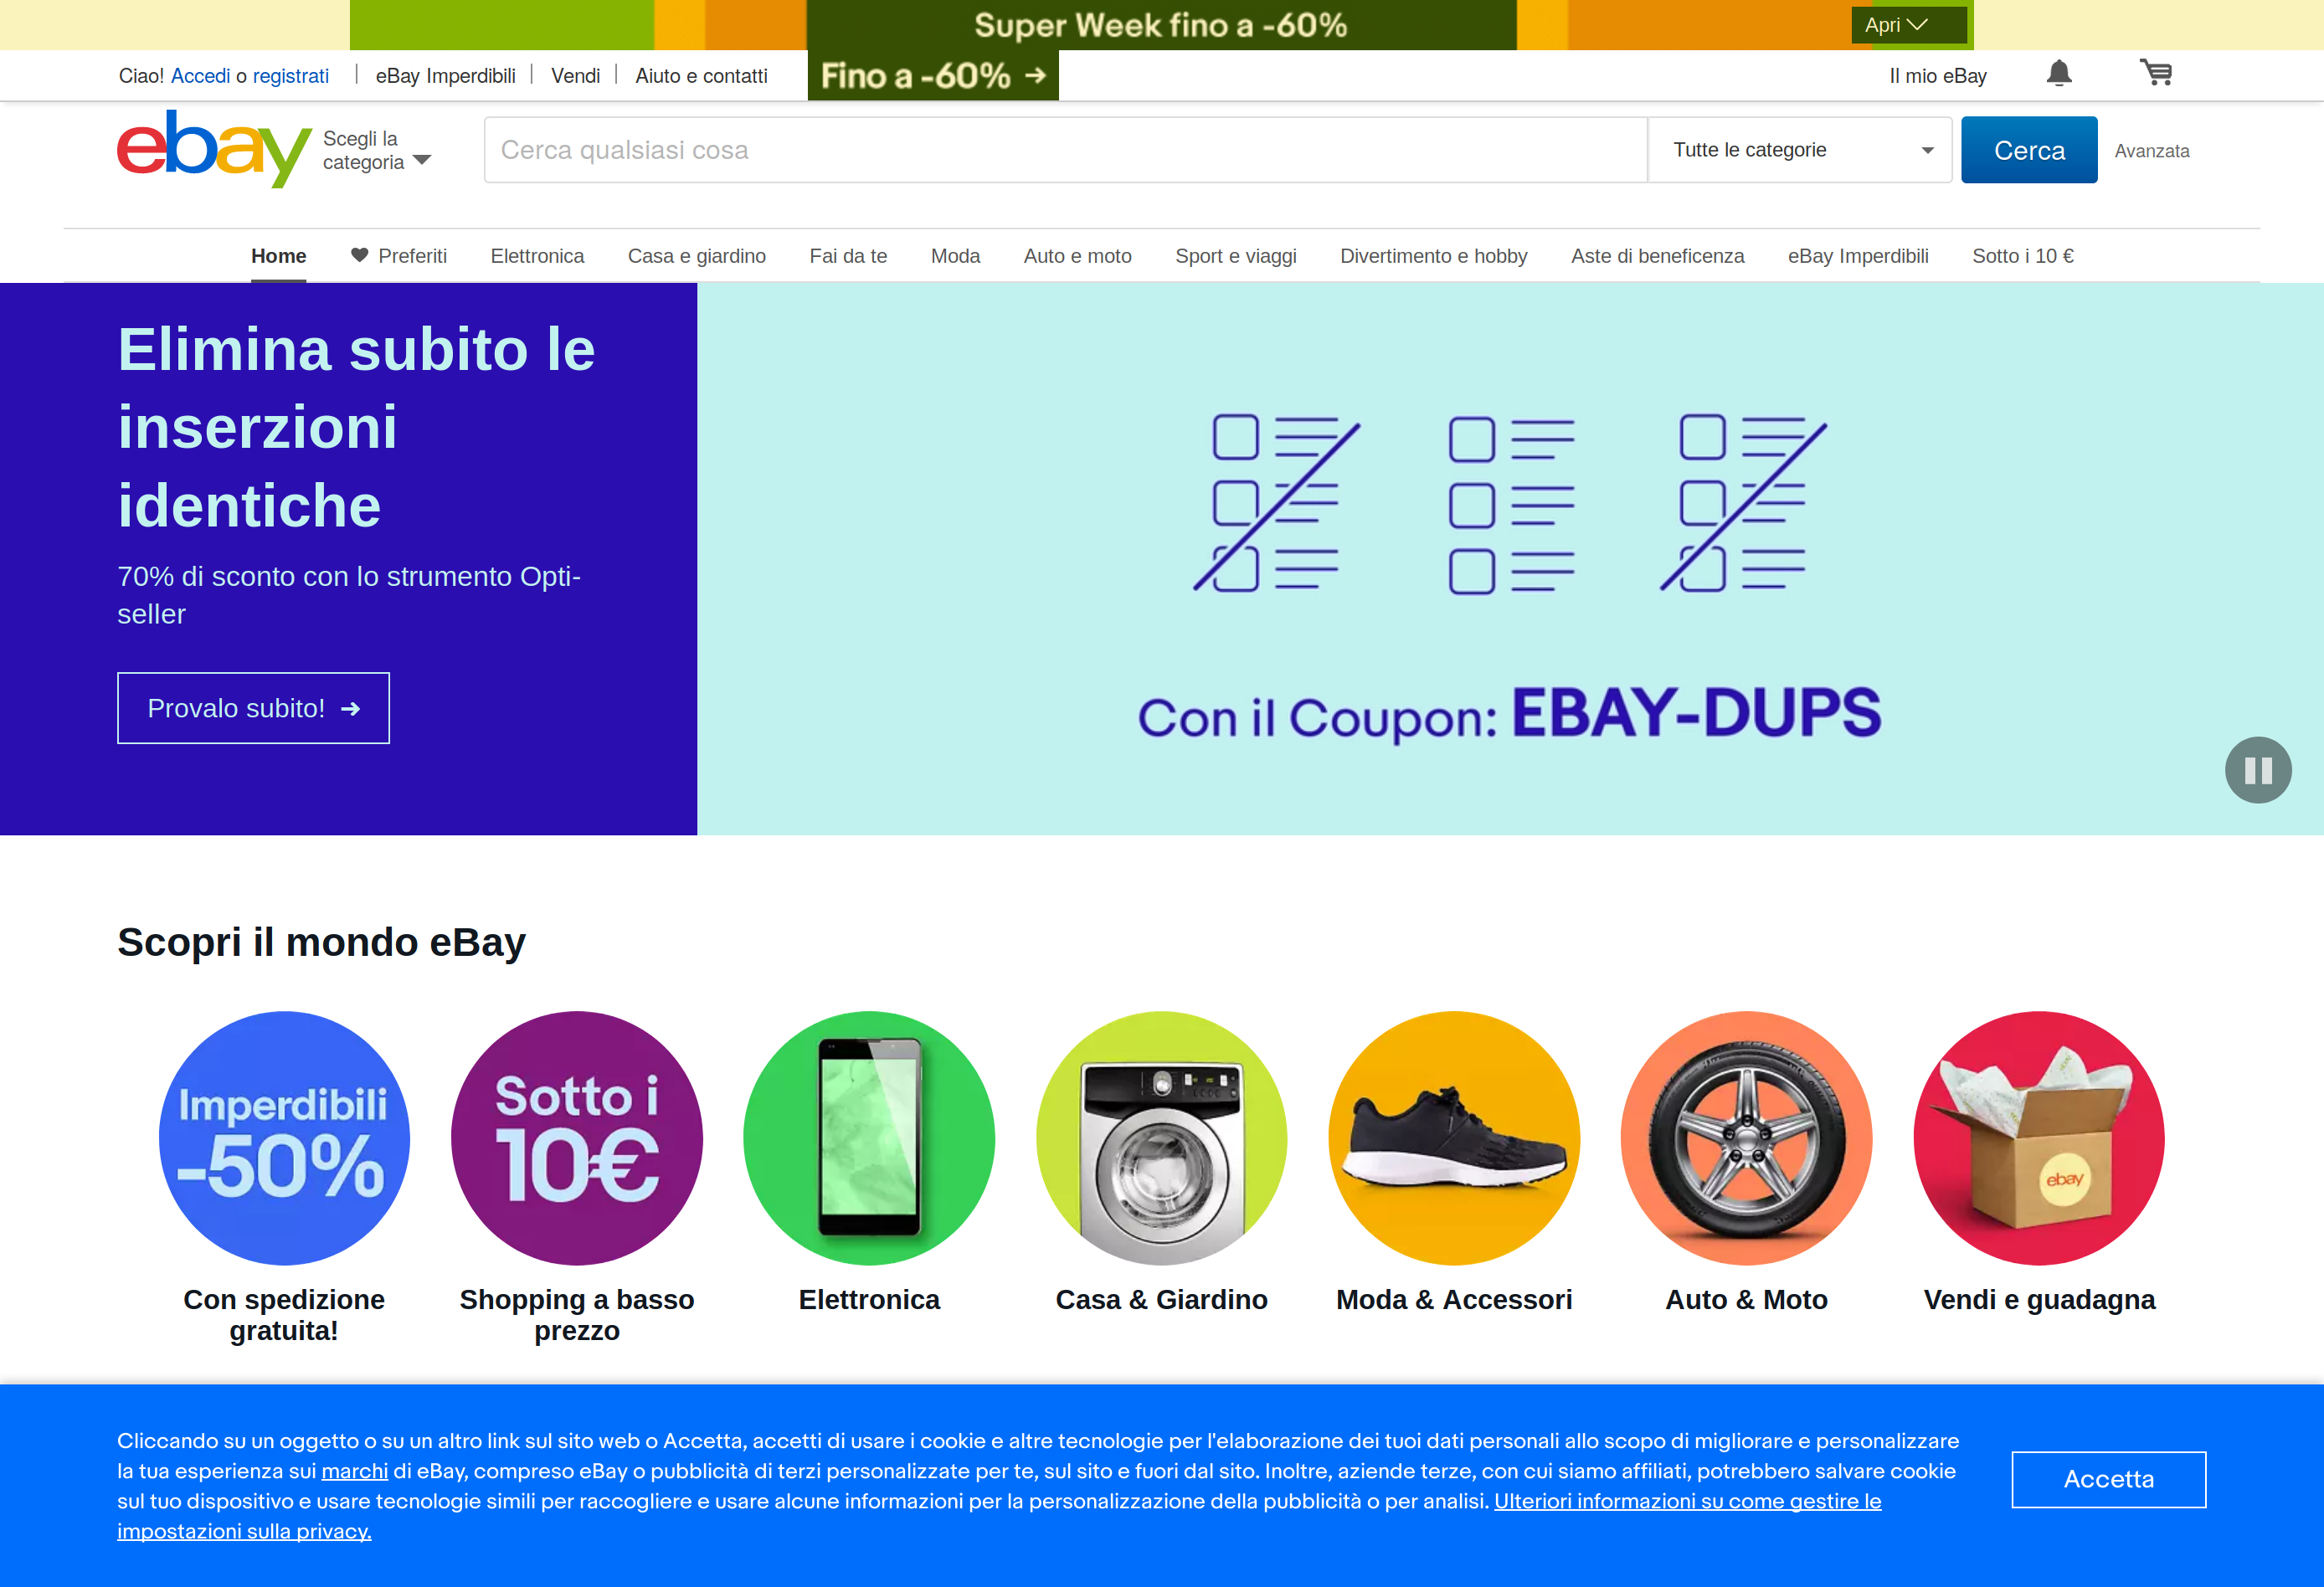 Super Week fino a -60%
Apri
Ciao! Accedi o registrati
eBay Imperdibili
Vendi
Aiuto e contatti
Fino a -60% →
Il mio eBay
ebay
Scegli la
categoria
Cerca qualsiasi cosa
Tutte le categorie
Cerca
Avanzata
Home
Preferiti
Elettronica
Casa e giardino
Fai da te
Moda
Auto e moto
Sport e viaggi
Divertimento e hobby
Aste di beneficenza
eBay Imperdibili
Sotto i 10 €
Elimina subito le
inserzioni
identiche
70% di sconto con lo strumento Opti-
seller
Provalo subito! →
Con il Coupon: EBAY-DUPS
Scopri il mondo eBay
Imperdibili
-50%
Sotto i
10€
ebay
Con spedizione
gratuita!
Shopping a basso
prezzo
Elettronica
Casa & Giardino
Moda & Accessori
Auto & Moto
Vendi e guadagna
Cliccando su un oggetto o su un altro link sul sito web o Accetta, accetti di usare i cookie e altre tecnologie per l'elaborazione dei tuoi dati personali allo scopo di migliorare e personalizzare
la tua esperienza sui marchi di eBay, compreso eBay o pubblicità di terzi personalizzate per te, sul sito e fuori dal sito. Inoltre, aziende terze, con cui siamo affiliati, potrebbero salvare cookie
sul tuo dispositivo e usare tecnologie simili per raccogliere e usare alcune informazioni per la personalizzazione della pubblicità o per analisi. Ulteriori informazioni su come gestire le
impostazioni sulla privacy.
Accetta